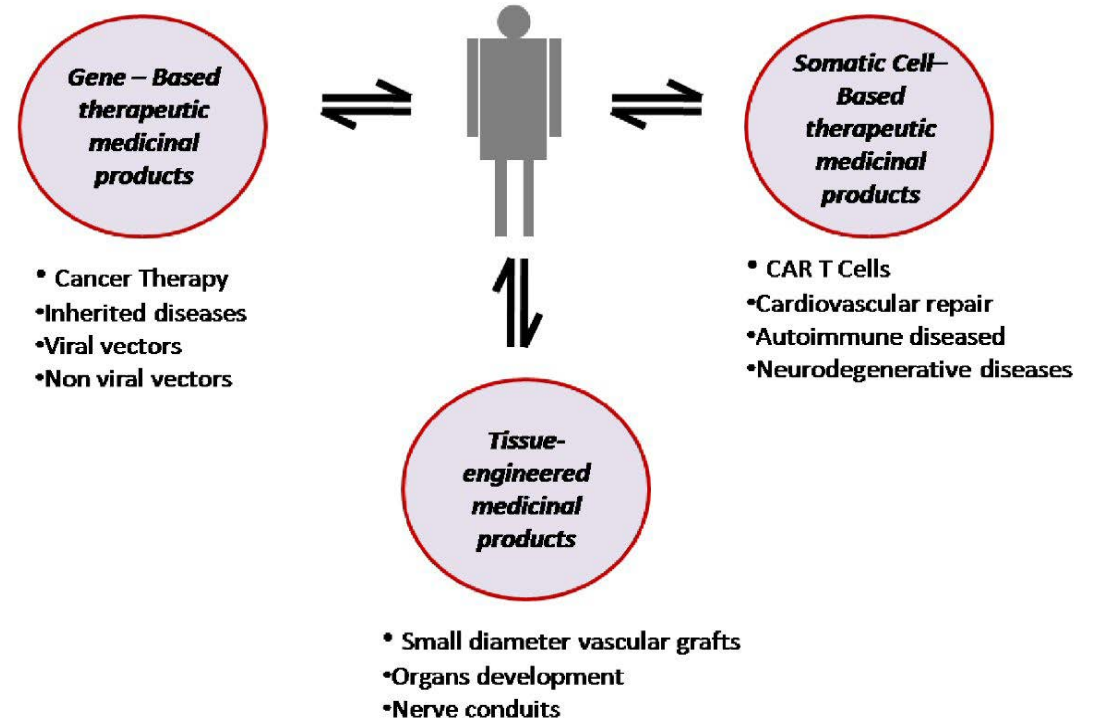 Gene – Based
therapeutic
medicinal
products
• Cancer Therapy
•Inherited diseases
•Viral vectors
•Non viral vectors
Somatic Cell–
Based
therapeutic
medicinal
products
• CAR T Cells
•Cardiovascular repair
•Autoimmune diseased
•Neurodegenerative diseases
Tissue-
engineered
medicinal
products
• Small diameter vascular grafts
•Organs development
•Nerve conduits